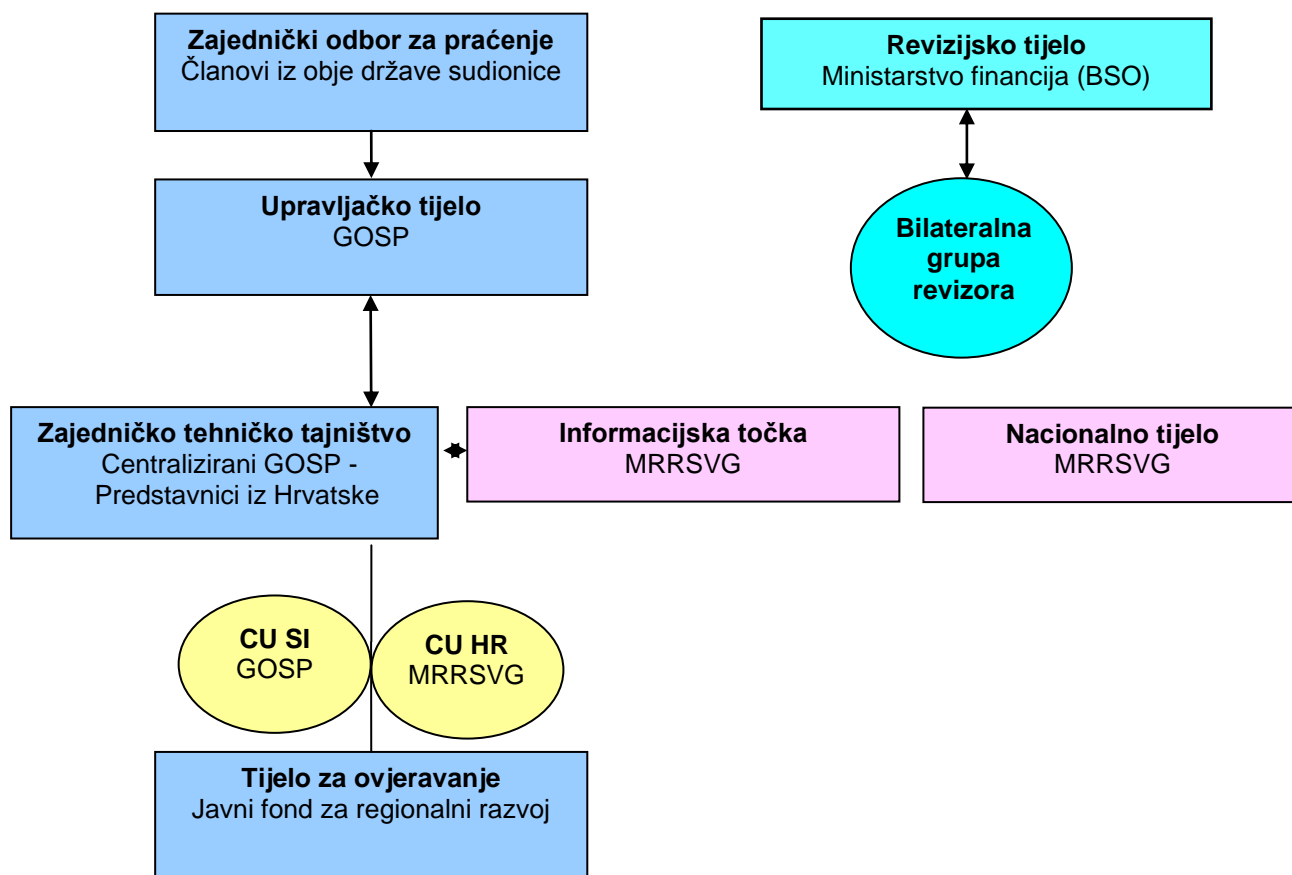 Zajednički odbor za praćenje
Članovi iz obje države sudionice
Revizijsko tijelo
Ministarstvo financija (BSO)
Upravljačko tijelo
GOSP
Bilateralna
grupa
revizora
Zajedničko tehničko tajništvo
Centralizirani GOSP -
Predstavnici iz Hrvatske
Informacijska točka
MRRSVG
Nacionalno tijelo
MRRSVG
CU SI
GOSP
CU HR
MRRSVG
Tijelo za ovjeravanje
Javni fond za regionalni razvoj